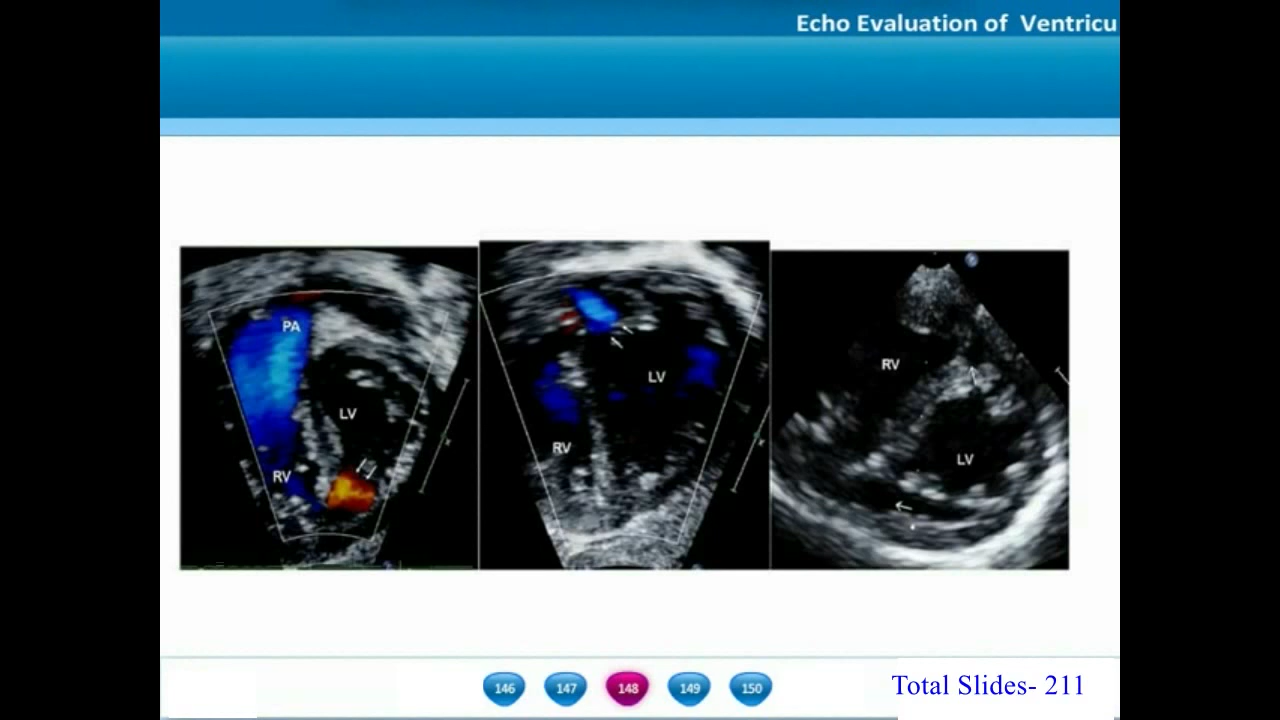 Echo Evaluation of Ventricu
PA
LV
RV
LV
RV
RV
LV
146 147 148 149 150
Total Slides- 211